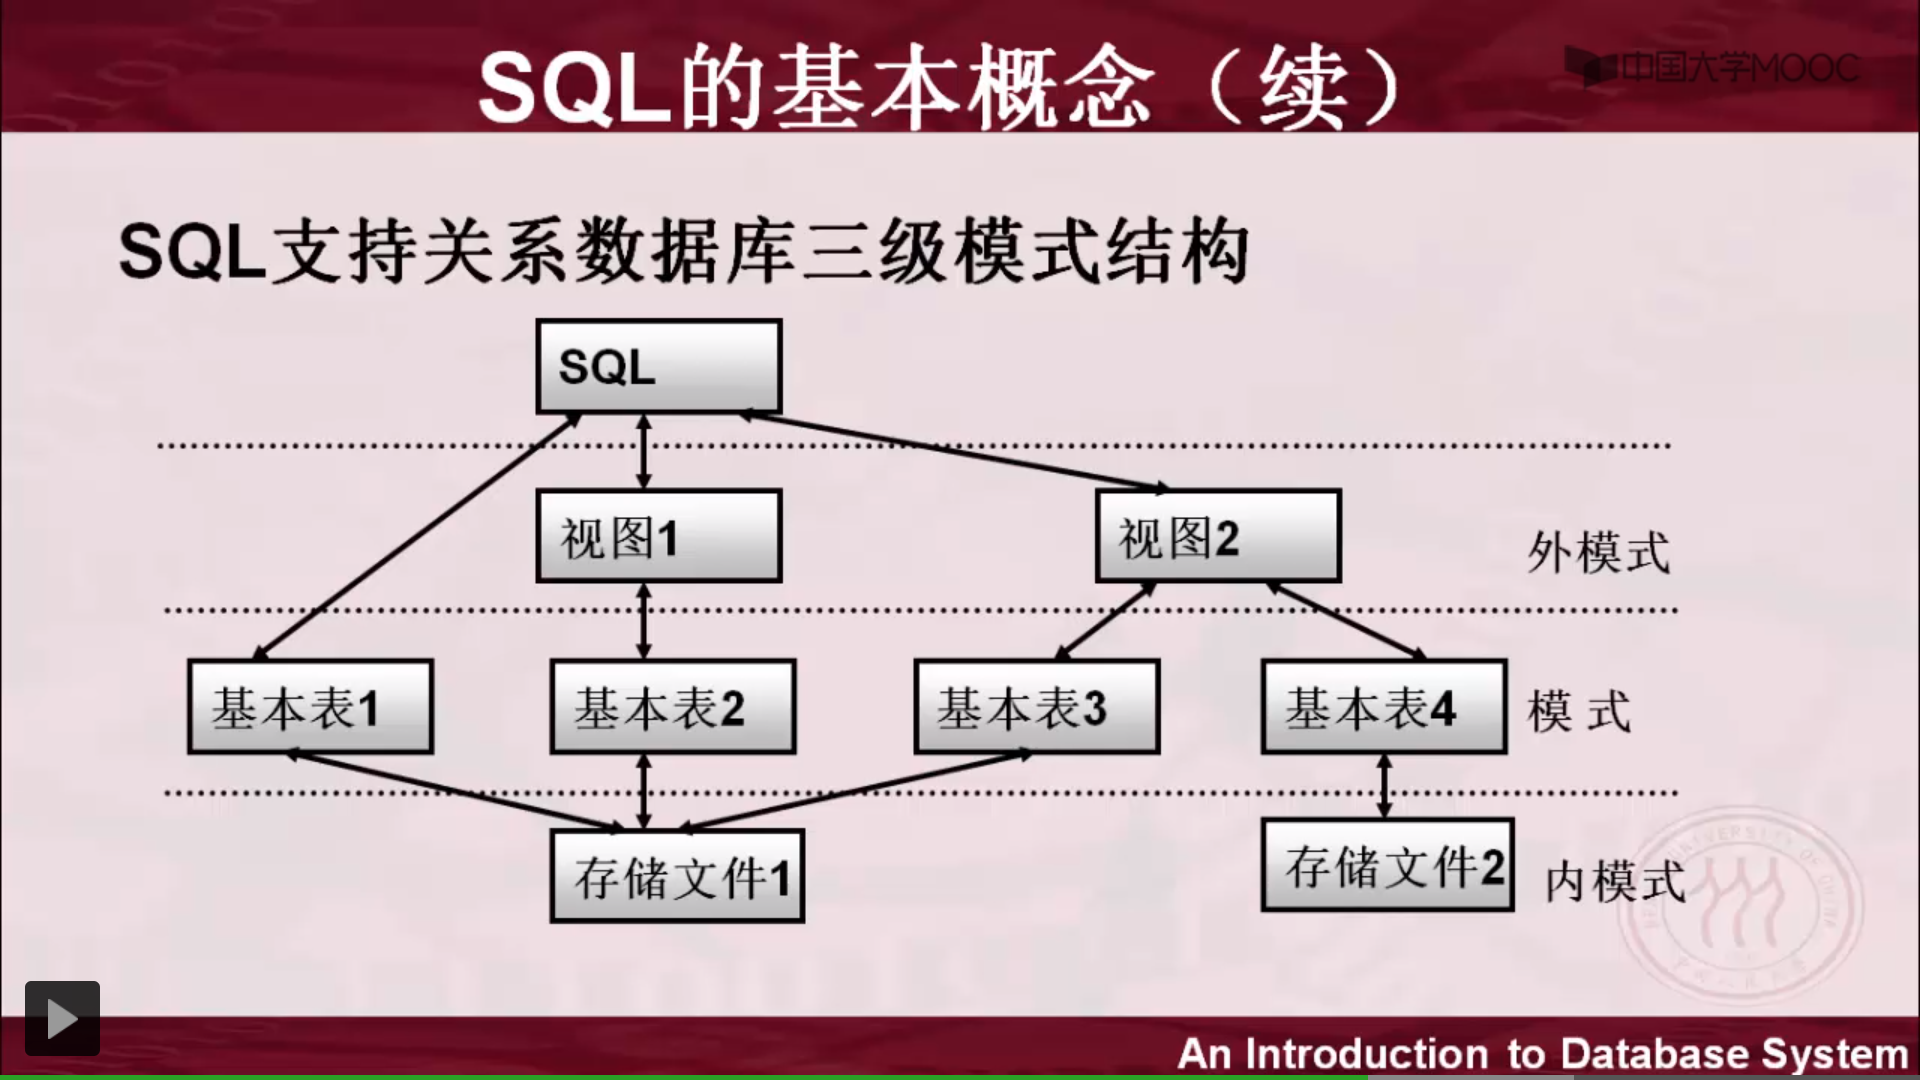 SQL的基本概念（续）
中国大学MOOC
SQL支持关系数据库三级模式结构
SQL
视图1
视图2
外模式
基本表1
基本表2
基本表3
基本表4
模 式
存储文件1
存储文件2
内模式
An Introduction to Database System